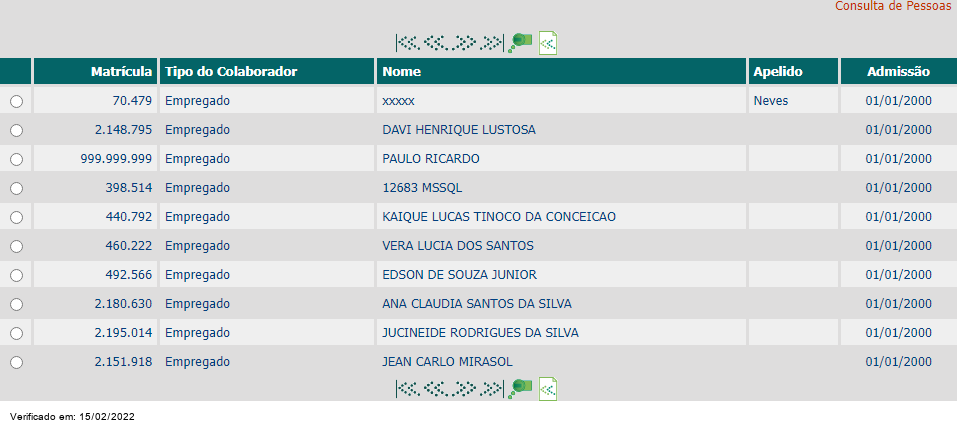 Consulta de Pessoas
Matrícula Tipo do Colaborador Nome Apelido Admissão
70.479 Empregado xxxxx Neves 01/01/2000
2.148.795 Empregado DAVI HENRIQUE LUSTOSA 01/01/2000
999.999.999 Empregado PAULO RICARDO 01/01/2000
398.514 Empregado 12683 MSSQL 01/01/2000
440.792 Empregado KAIQUE LUCAS TINOCO DA CONCEICAO 01/01/2000
460.222 Empregado VERA LUCIA DOS SANTOS 01/01/2000
492.566 Empregado EDSON DE SOUZA JUNIOR 01/01/2000
2.180.630 Empregado ANA CLAUDIA SANTOS DA SILVA 01/01/2000
2.195.014 Empregado JUCINEIDE RODRIGUES DA SILVA 01/01/2000
2.151.918 Empregado JEAN CARLO MIRASOL 01/01/2000
Verificado em: 15/02/2022